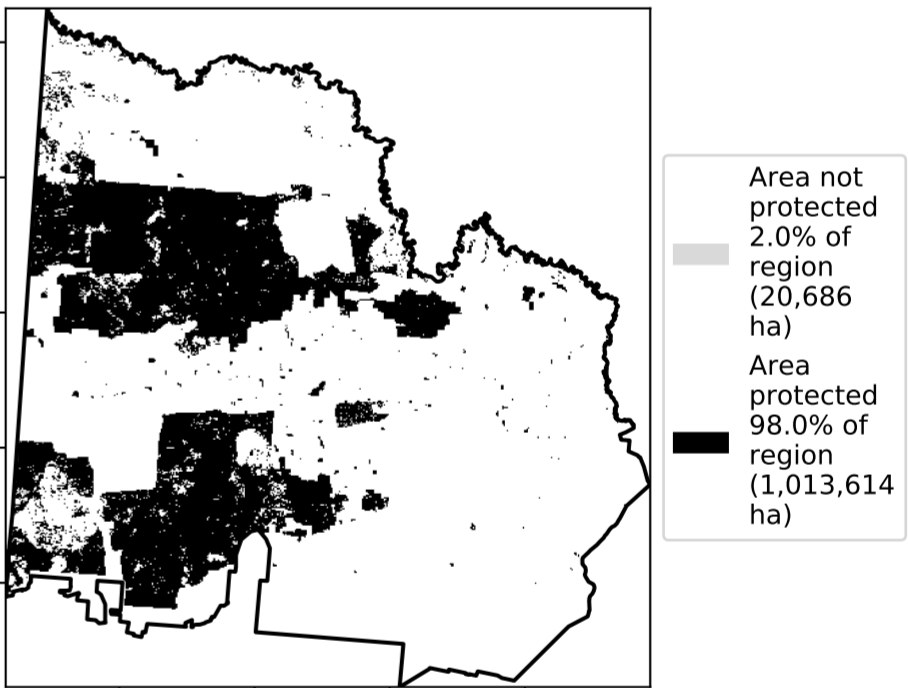 Area not
protected
2.0% of
region
(20,686
ha)
Area
protected
98.0% of
region
(1,013,614
ha)